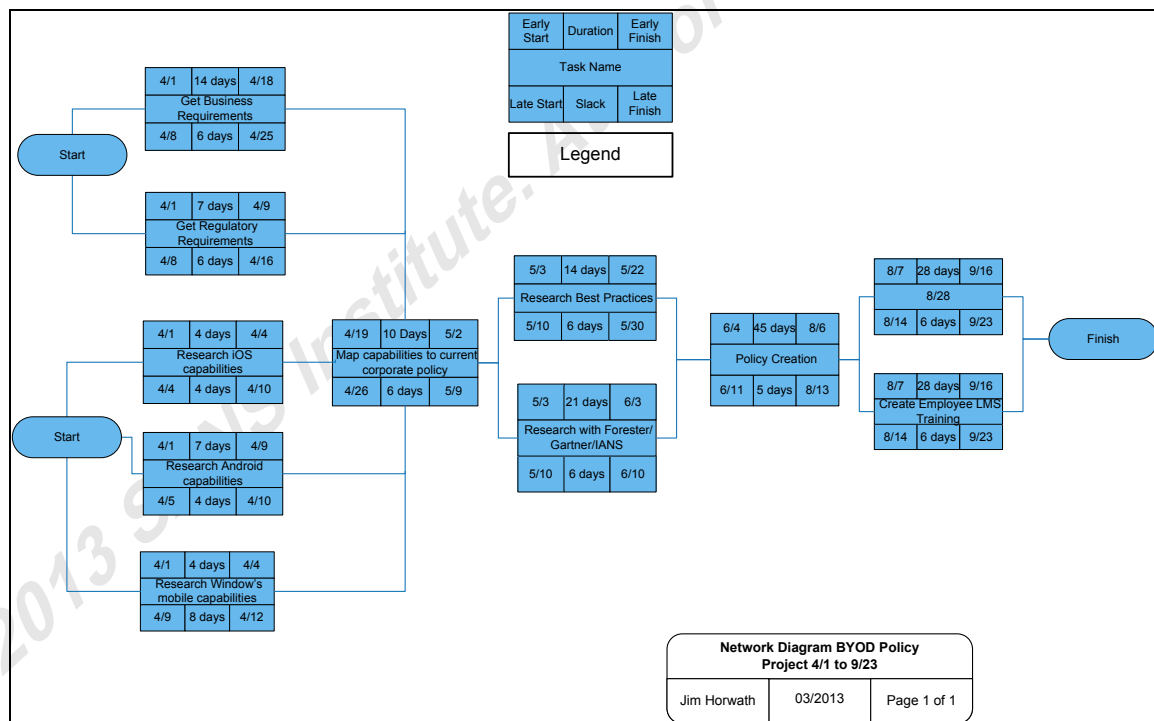 Early Start
Duration
Early Finish
Task Name
Late Start
Slack
Late Finish
Legend
Start
4/1 14 days 4/18
Get Business
Requirements
4/8 6 days 4/25
4/1 7 days 4/9
Get Regulatory
Requirements
4/8 6 days 4/16
Start
4/1 4 days 4/4
Research iOS
capabilities
4/4 4 days 4/10
4/1 7 days 4/9
Research Android
capabilities
4/5 4 days 4/10
4/1 4 days 4/4
Research Window's
mobile capabilities
4/9 8 days 4/12
4/19 10 Days 5/2
Map capabilities to current
corporate policy
4/26 6 days 5/9
5/3 14 days 5/22
Research Best Practices
5/10 6 days 5/30
5/3 21 days 6/3
Research with Forester/
Gartner/IANS
5/10 6 days 6/10
6/4 45 days 8/6
Policy Creation
6/11 5 days 8/13
8/7 28 days 9/16
8/28
8/14 6 days 9/23
8/7 28 days 9/16
Create Employee LMS
Training
8/14 6 days 9/23
Finish
Network Diagram BYOD Policy
Project 4/1 to 9/23
Jim Horwath 03/2013 Page 1 of 1